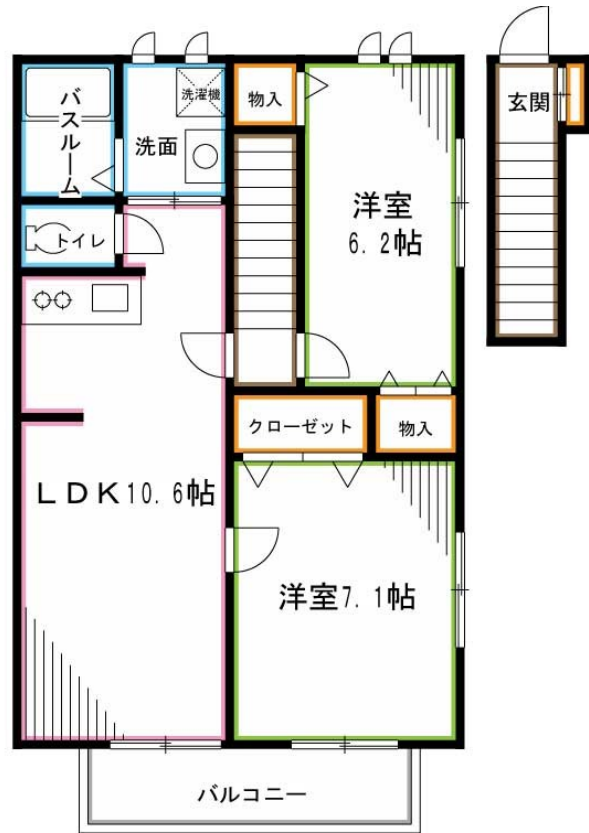 バスルーム
洗濯機
洗面
物入
玄関
洋室
6.2帖
トイレ
クローゼット
物入
LDK10.6帖
洋室7.1帖
バルコニー